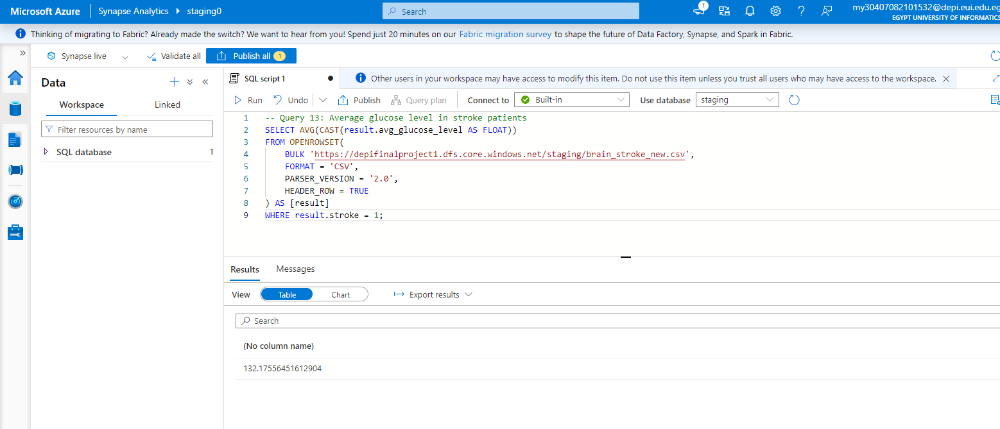 Microsoft Azure
Synapse Analytics
staging0
Search
1
my30407082101532@depi.eui.edu.eg
EGYPT UNIVERSITY OF INFORMATICS
Thinking of migrating to Fabric? Already made the switch? We want to hear from you! Spend just 20 minutes on our Fabric migration survey to shape the future of Data Factory, Synapse, and Spark in Fabric.
Synapse live
Validate all
Publish all 1
Data
Workspace
Linked
Filter resources by name
SQL database 1
SQL script 1
Other users in your workspace may have access to modify this item. Do not use this item unless you trust all users who may have access to the workspace.
Run
Undo
Publish
Query plan
Connect to
Built-in
Use database
staging
1 -- Query 13: Average glucose level in stroke patients
2 SELECT AVG(CAST(result.avg_glucose_level AS FLOAT))
3 FROM OPENROWSET(
4 BULK 'https://depifinalproject1.dfs.core.windows.net/staging/brain_stroke_new.csv',
5 FORMAT = 'CSV',
6 PARSER_VERSION = '2.0',
7 HEADER_ROW = TRUE
8 ) AS [result]
9 WHERE result.stroke = 1;
Results
Messages
View
Table
Chart
Export results
Search
(No column name)
132.17556451612904